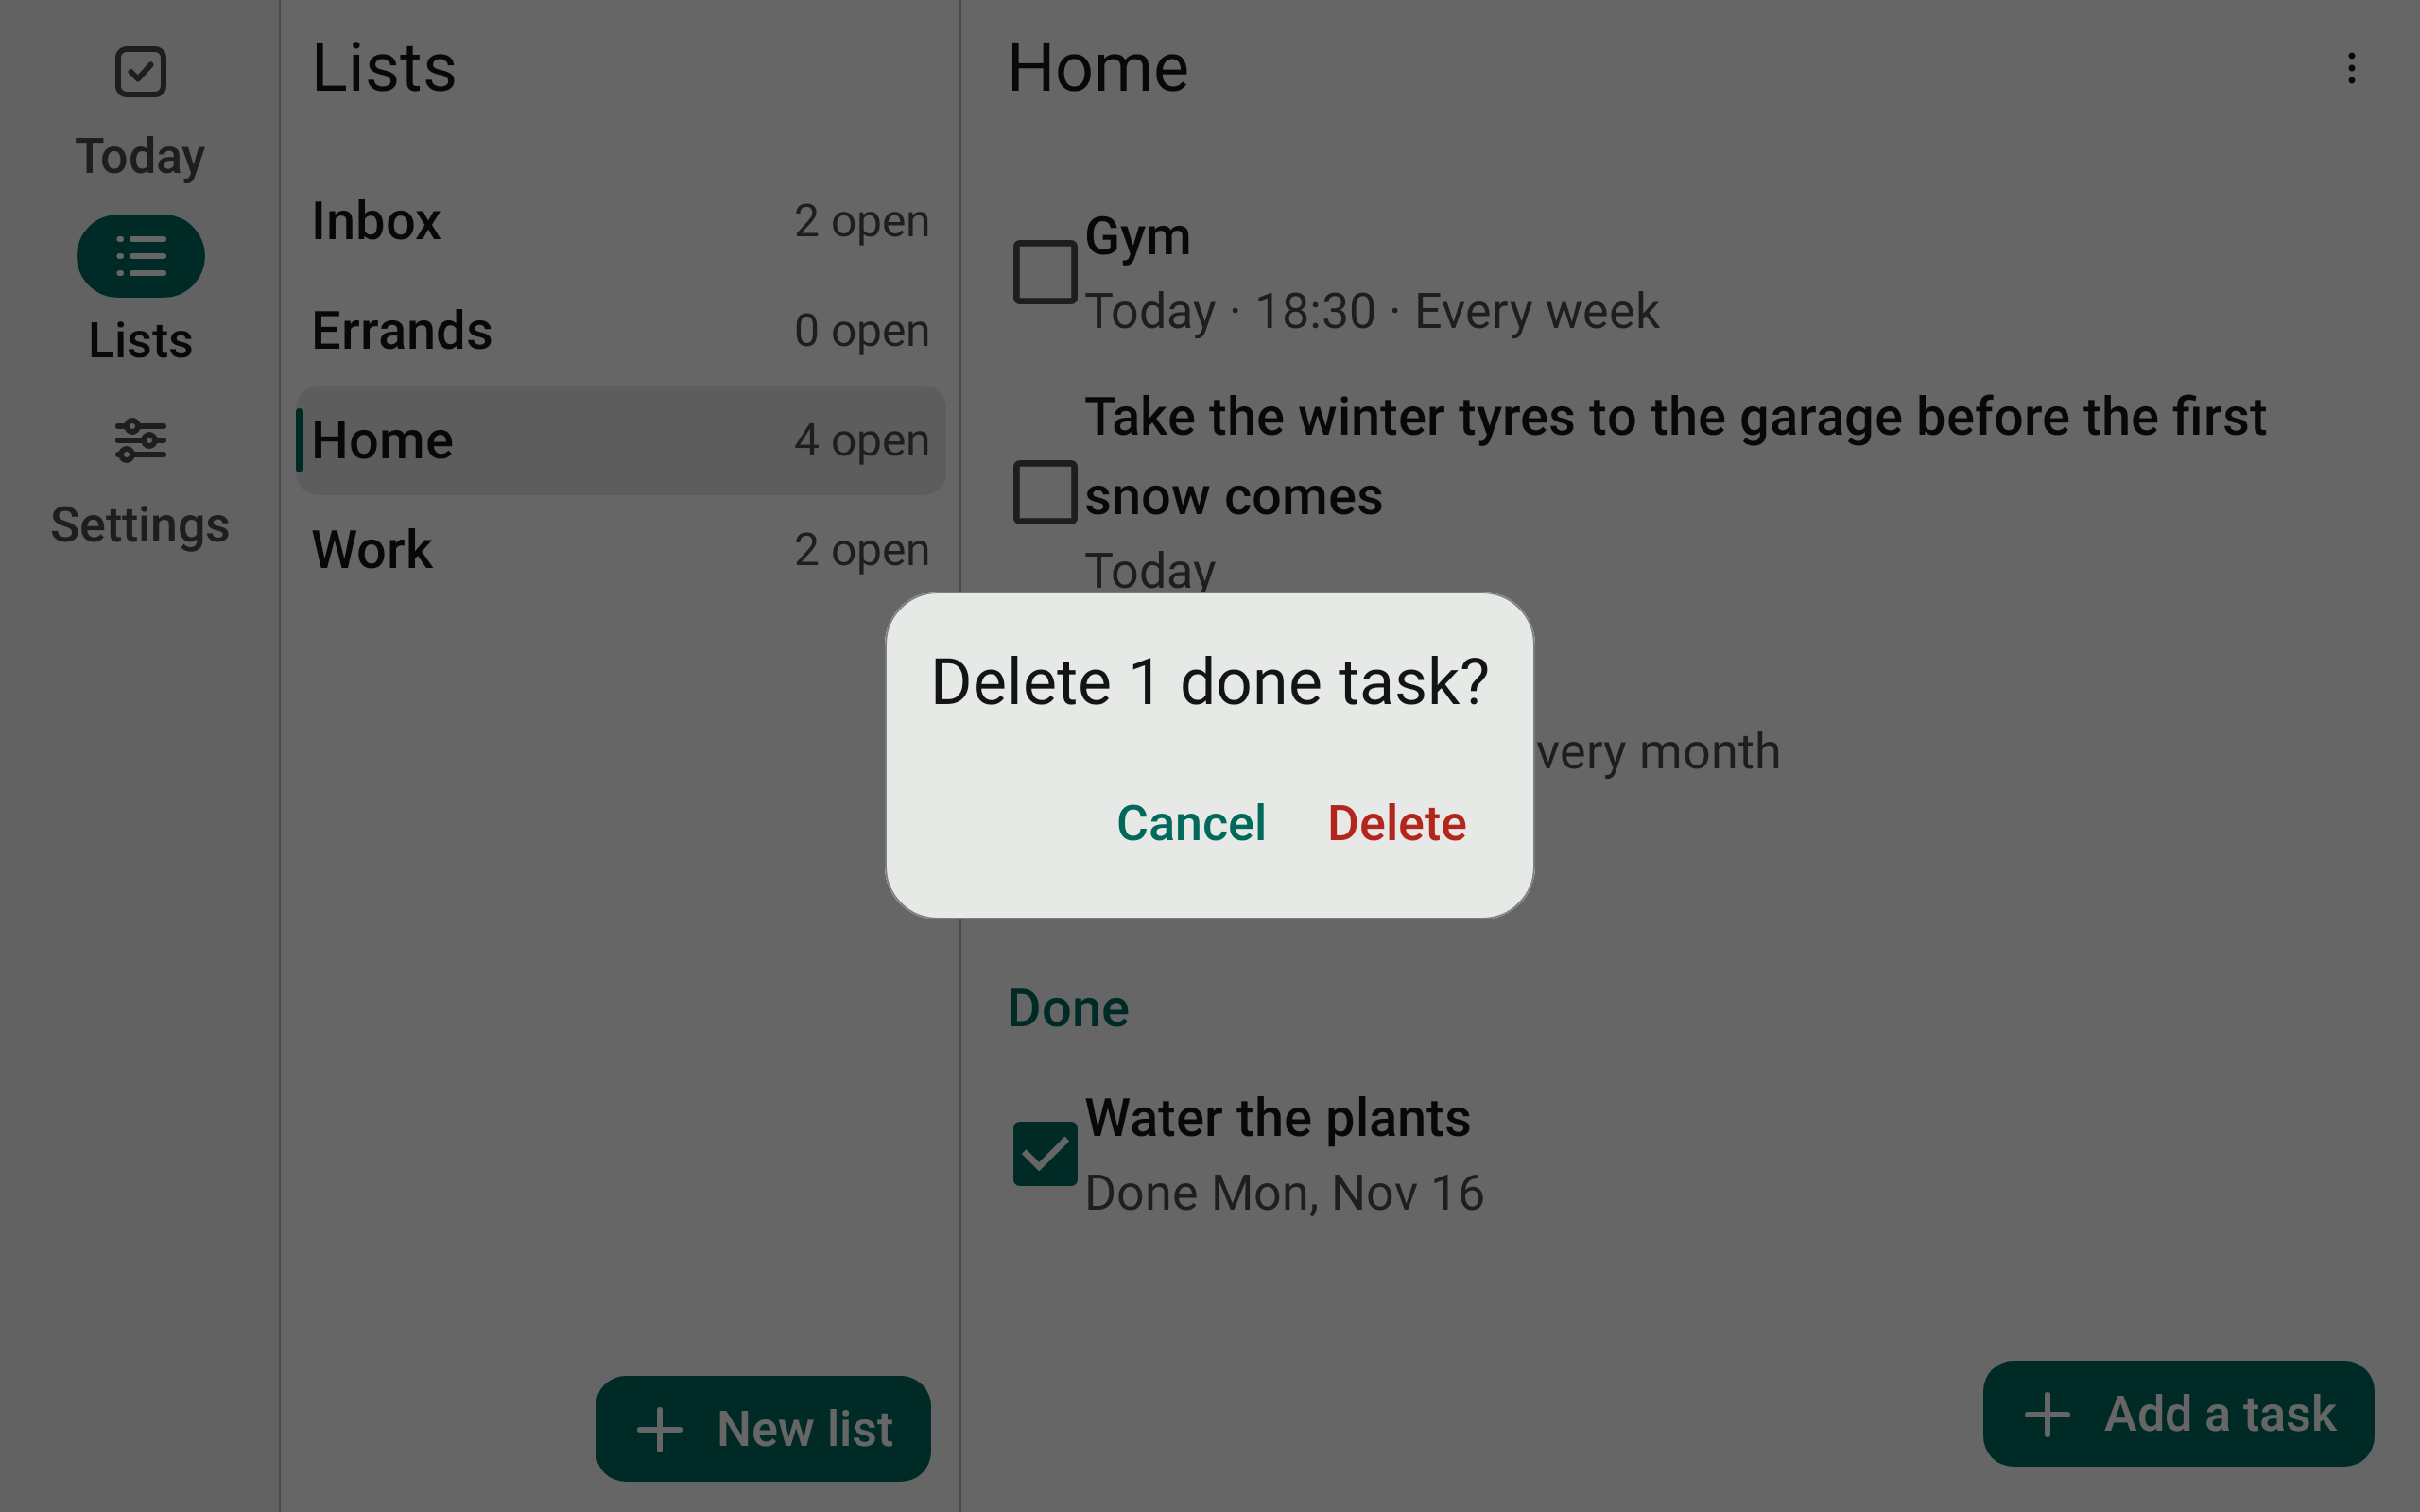 Today
Lists
Settings
Lists
Inbox
2 open
Errands
0 open
Home
4 open
Work
2 open
New list
Home
Gym
Today · 18:30 · Every week
Take the winter tyres to the garage before the first
snow comes
Today
month
Delete 1 done task?
Cancel
Delete
Done
Water the plants
Done Mon, Nov 16
Add a task